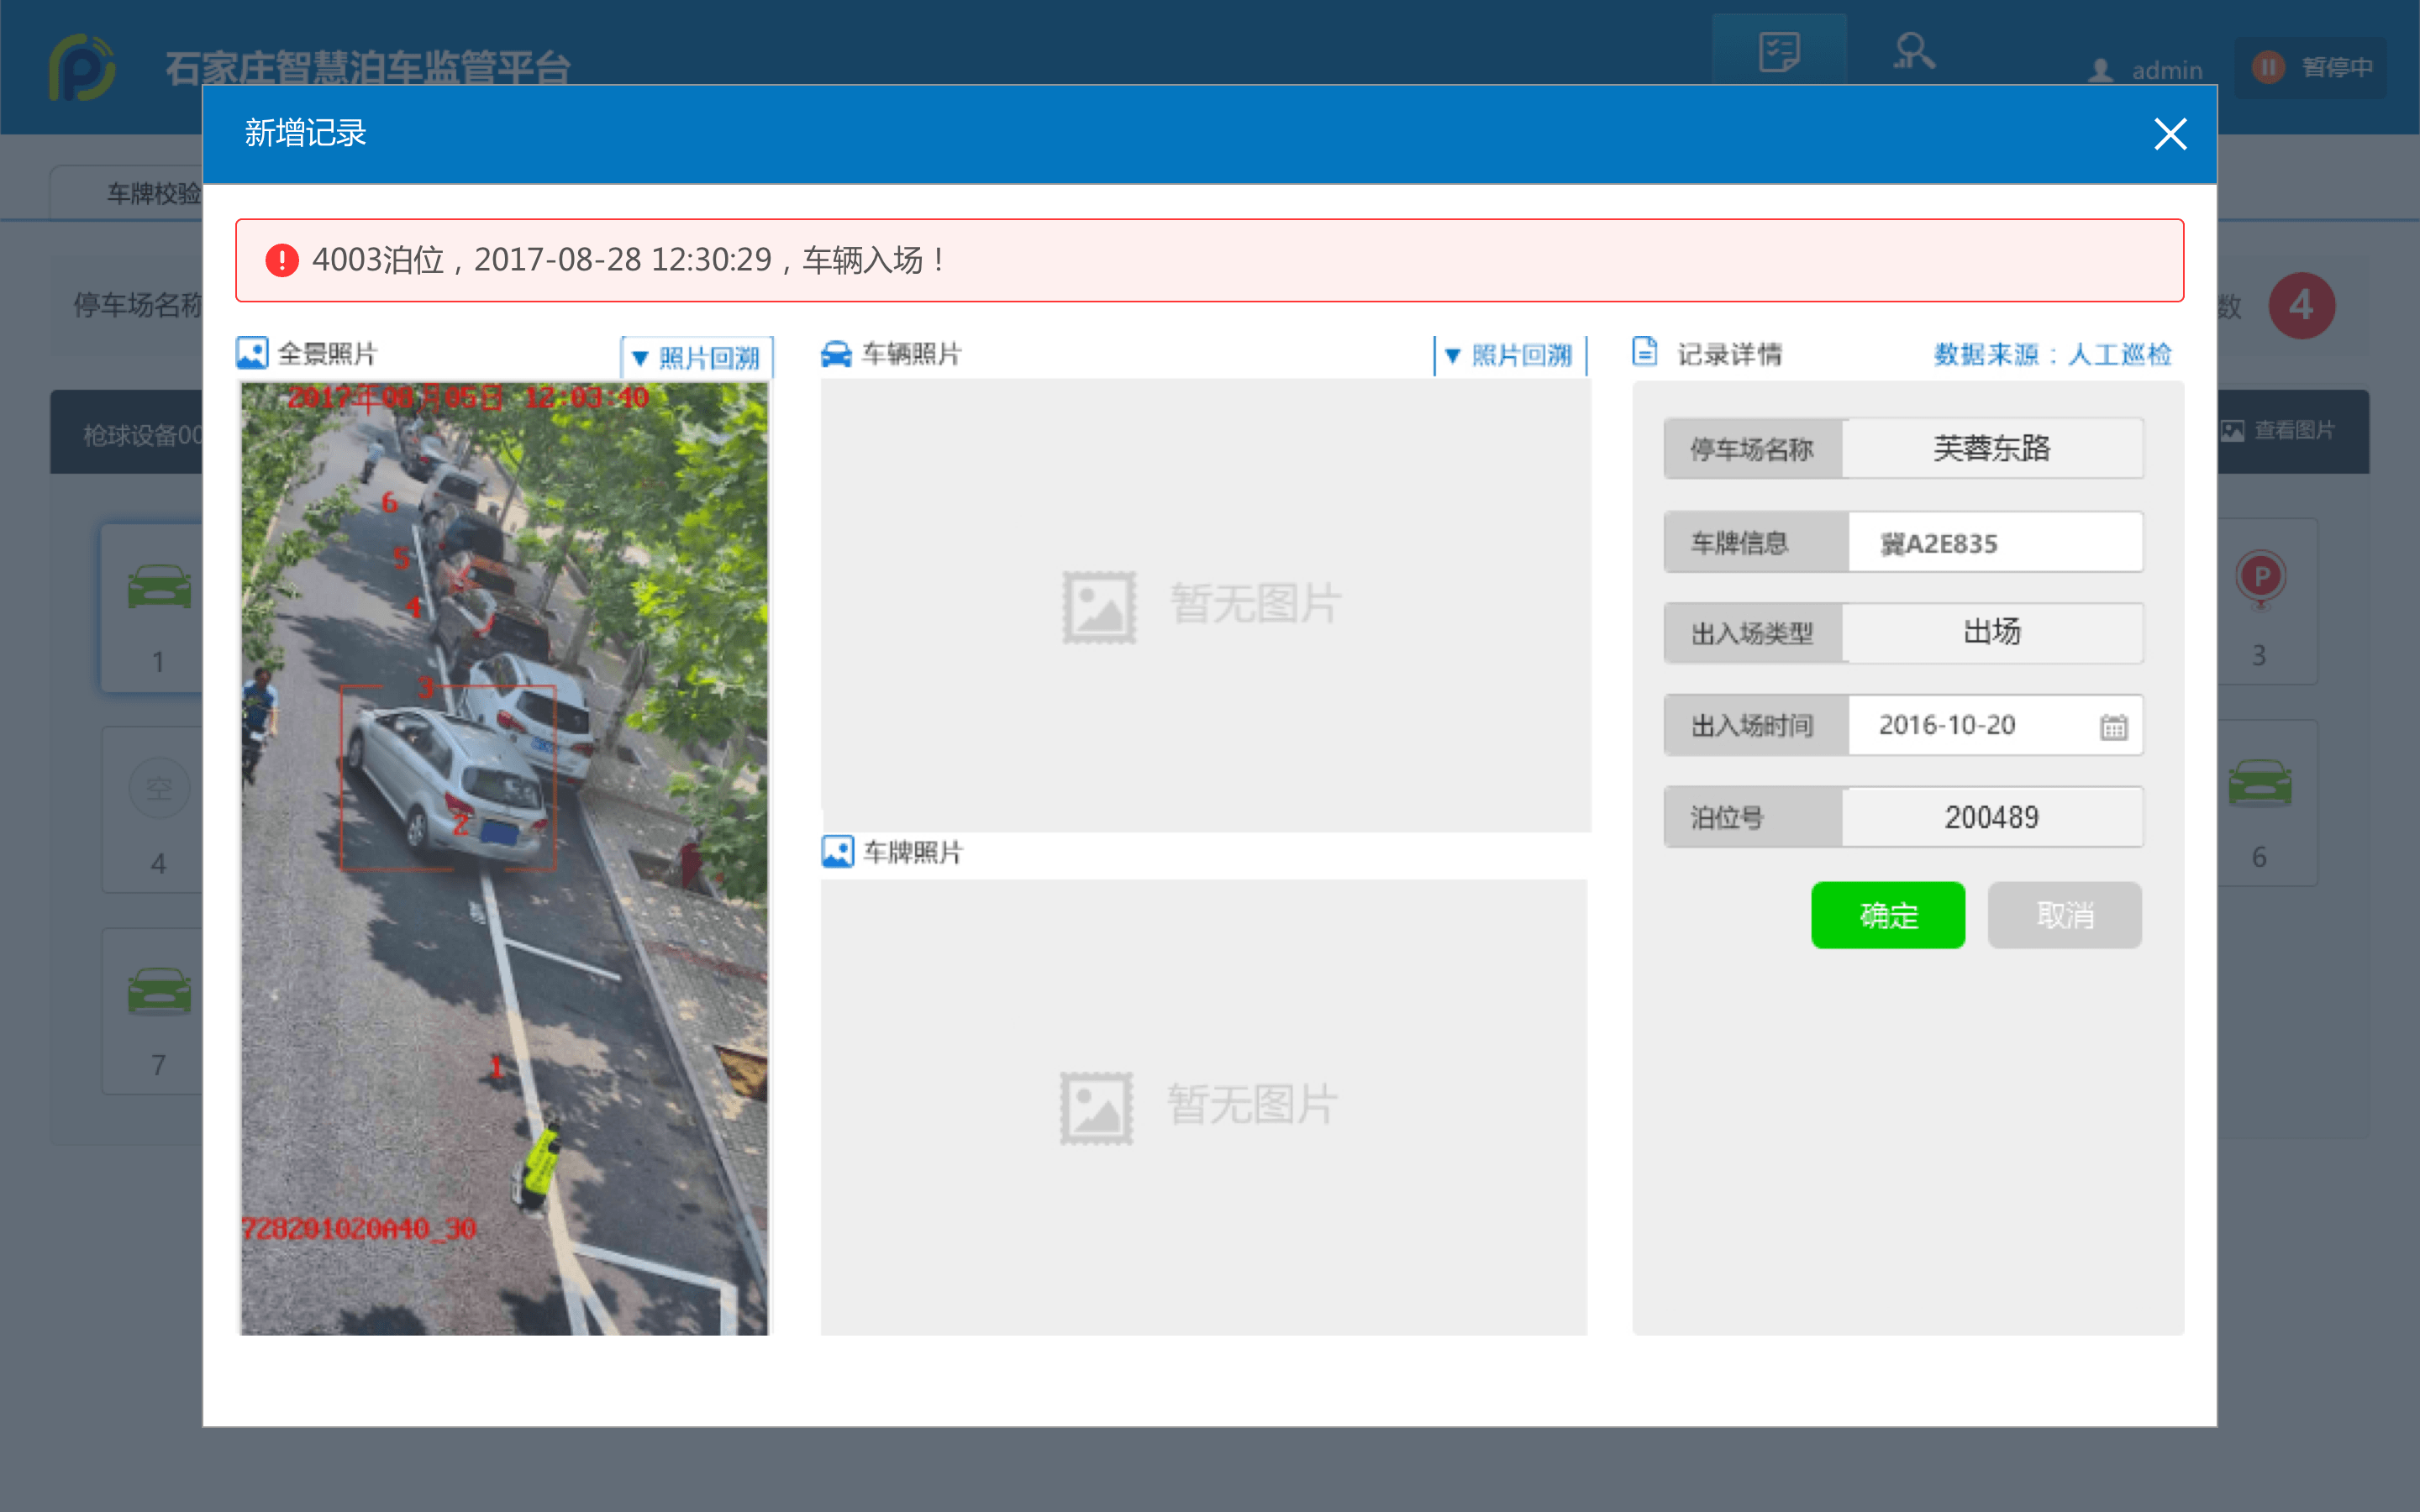 石家庄智慧泊车监管平台
admin
暂停中
新增记录
车牌校验
4003泊位，2017-08-28 12:30:29，车辆入场！
停车场名称
数
4
全景照片
▼ 照片回溯
车辆照片
▼ 照片回溯
记录详情
数据来源：人工巡检
2017年08月05日 12:03:40
6
5
4
3
2
1
728201020A40_30
暂无图片
车牌照片
暂无图片
停车场名称
芙蓉东路
车牌信息
冀A2E835
出入场类型
出场
出入场时间
2016-10-20
泊位号
200489
确定
取消
枪球设备00
查看图片
1
P
3
空
4
6
7